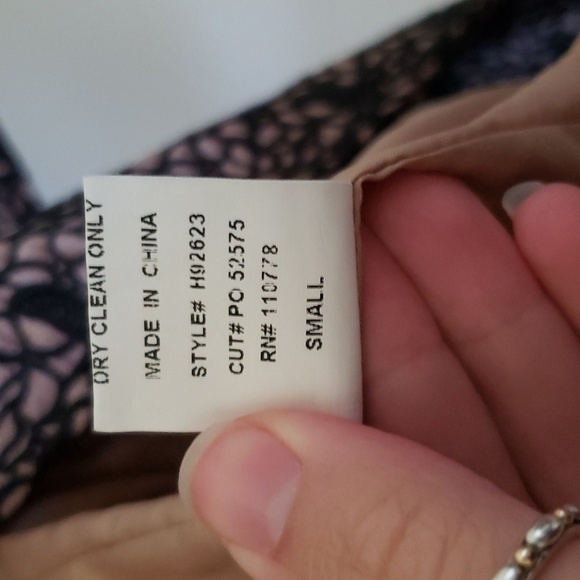 DRY CLEAN ONLY
MADE IN CHINA
STYLE# H92623
CUT# PO 52575
RN# 110778
SMALL